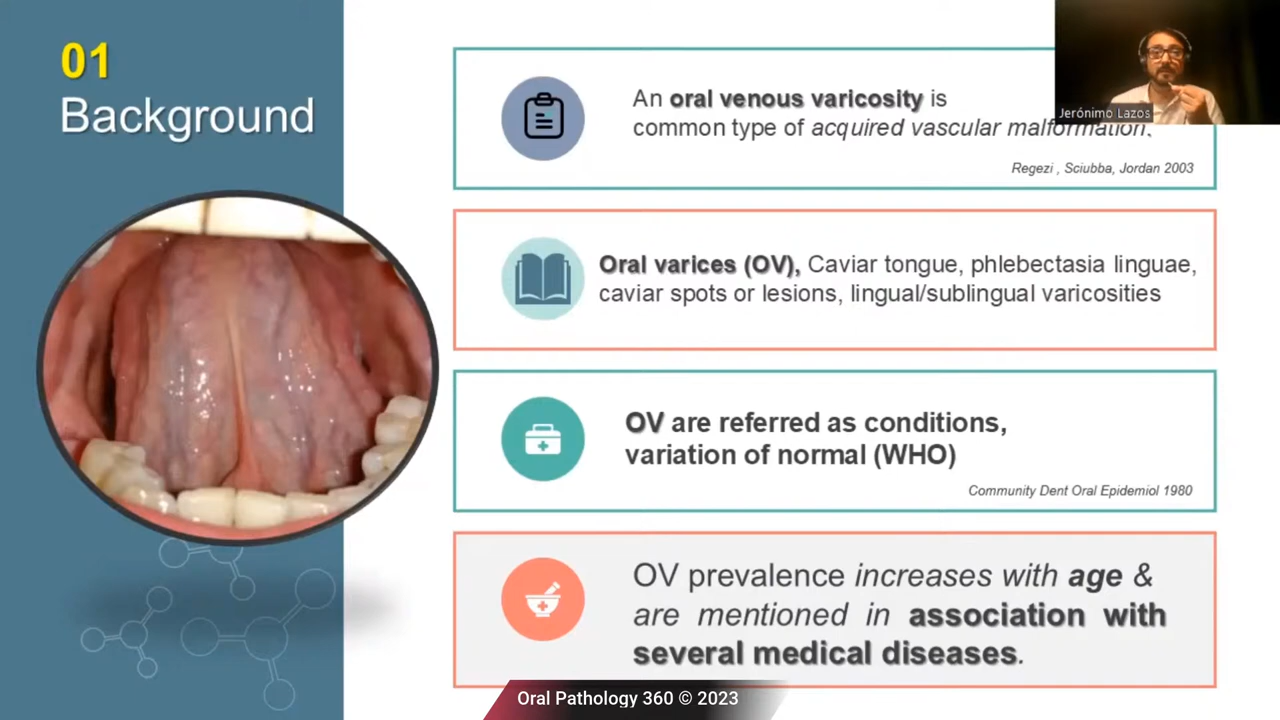 01
Background
An oral venous varicosity is
common type of acquired vascular malformation.
Regezi , Sciubba, Jordan 2003
Jerónimo Lazos
Oral varices (OV), Caviar tongue, phlebectasia linguae,
caviar spots or lesions, lingual/sublingual varicosities
OV are referred as conditions,
variation of normal (WHO)
Community Dent Oral Epidemiol 1980
OV prevalence increases with age &
are mentioned in association with
several medical diseases.
Oral Pathology 360 © 2023